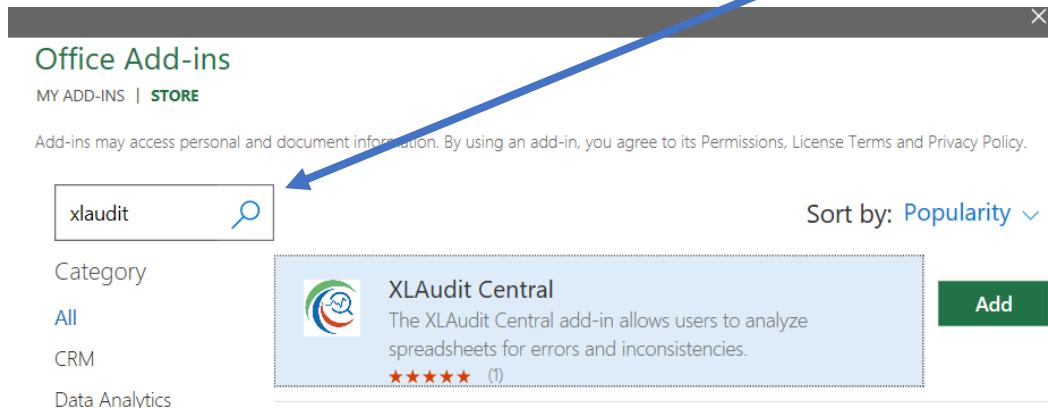 Office Add-ins
MY ADD-INS | STORE
Add-ins may access personal and document information. By using an add-in, you agree to its Permissions, License Terms and Privacy Policy.
xlaudit
Sort by: Popularity
Category
All
CRM
Data Analytics
XLAudit Central
The XLAudit Central add-in allows users to analyze
spreadsheets for errors and inconsistencies.
(1)
Add